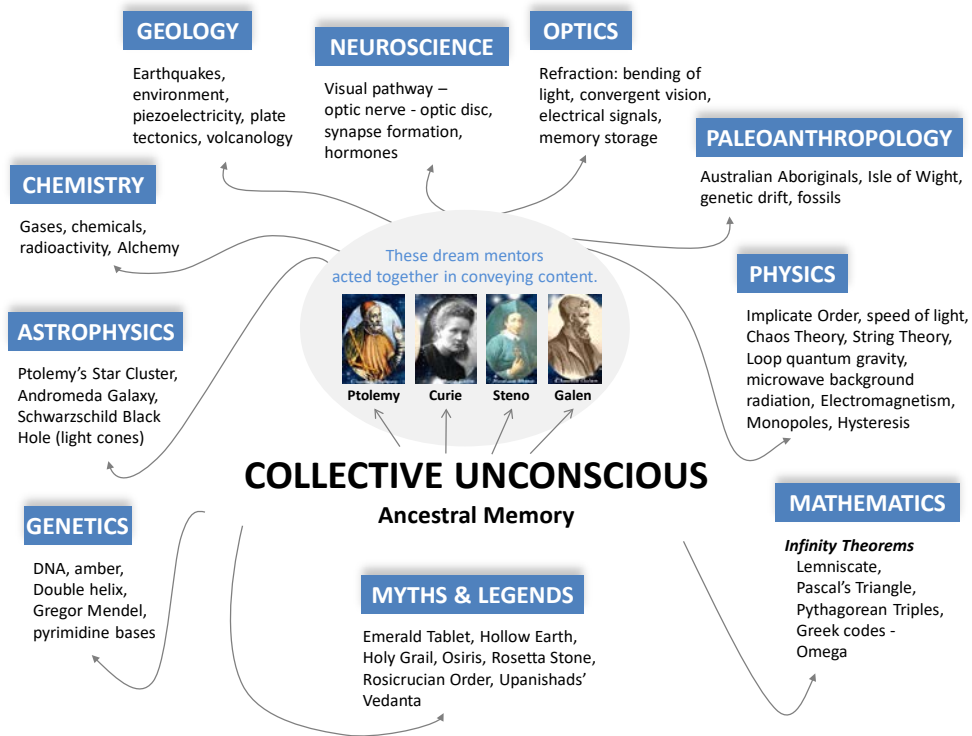 GEOLOGY
Earthquakes,
environment,
piezoelectricity, plate
tectonics, volcanology
NEUROSCIENCE
Visual pathway –
optic nerve - optic disc,
synapse formation,
hormones
OPTICS
Refraction: bending of
light, convergent vision,
electrical signals,
memory storage
PALEOANTHROPOLOGY
Australian Aboriginals, Isle of Wight,
genetic drift, fossils
CHEMISTRY
Gases, chemicals,
radioactivity, Alchemy
These dream mentors
acted together in conveying content.
Ptolemy Curie Steno Galen
PHYSICS
Implicate Order, speed of light,
Chaos Theory, String Theory,
Loop quantum gravity,
microwave background
radiation, Electromagnetism,
Monopoles, Hysteresis
ASTROPHYSICS
Ptolemy's Star Cluster,
Andromeda Galaxy,
Schwarzschild Black
Hole (light cones)
COLLECTIVE UNCONSCIOUS
Ancestral Memory
GENETICS
DNA, amber,
Double helix,
Gregor Mendel,
pyrimidine bases
MYTHS & LEGENDS
Emerald Tablet, Hollow Earth,
Holy Grail, Osiris, Rosetta Stone,
Rosicrucian Order, Upanishads'
Vedanta
MATHEMATICS
Infinity Theorems
Lemniscate,
Pascal's Triangle,
Pythagorean Triples,
Greek codes -
Omega